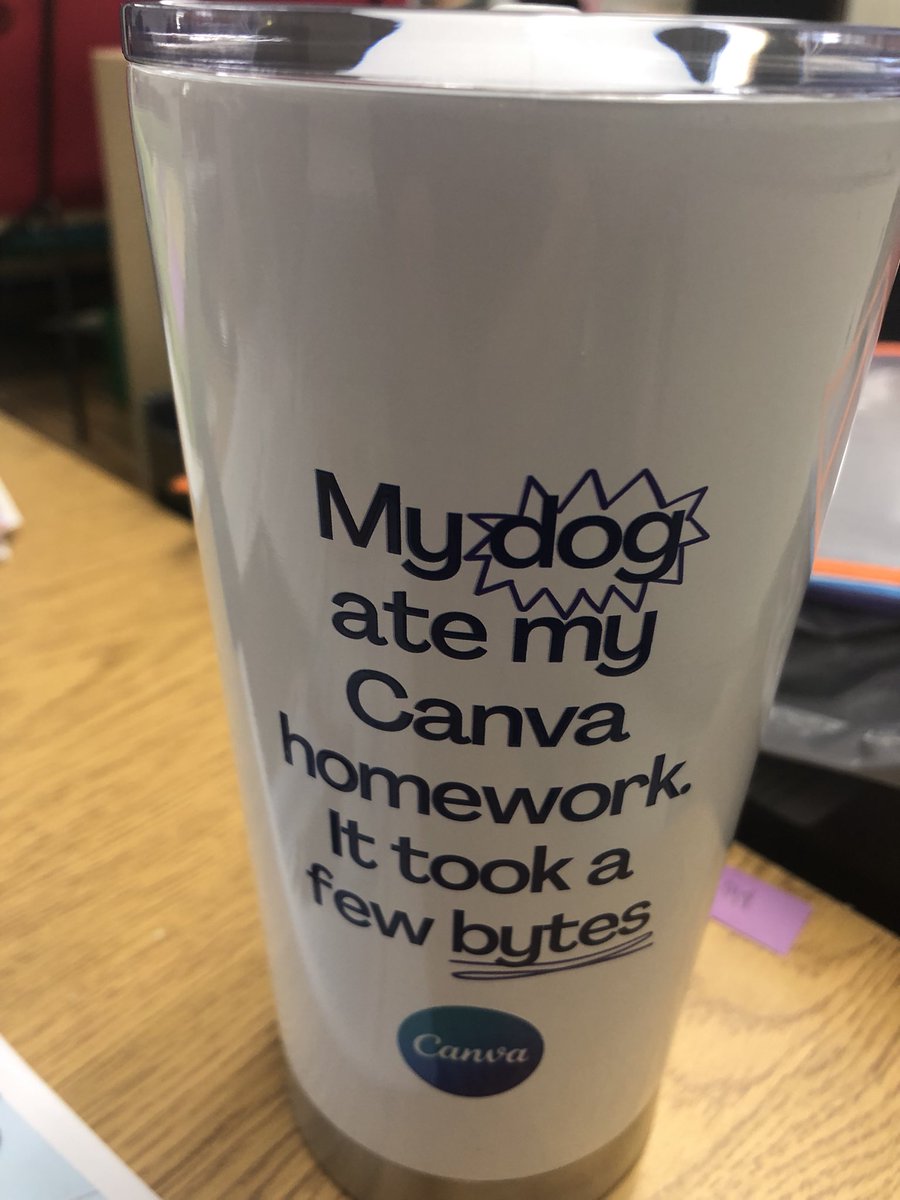 My dog
ate my
Canva
homework.
It took a
few bytes
Canva